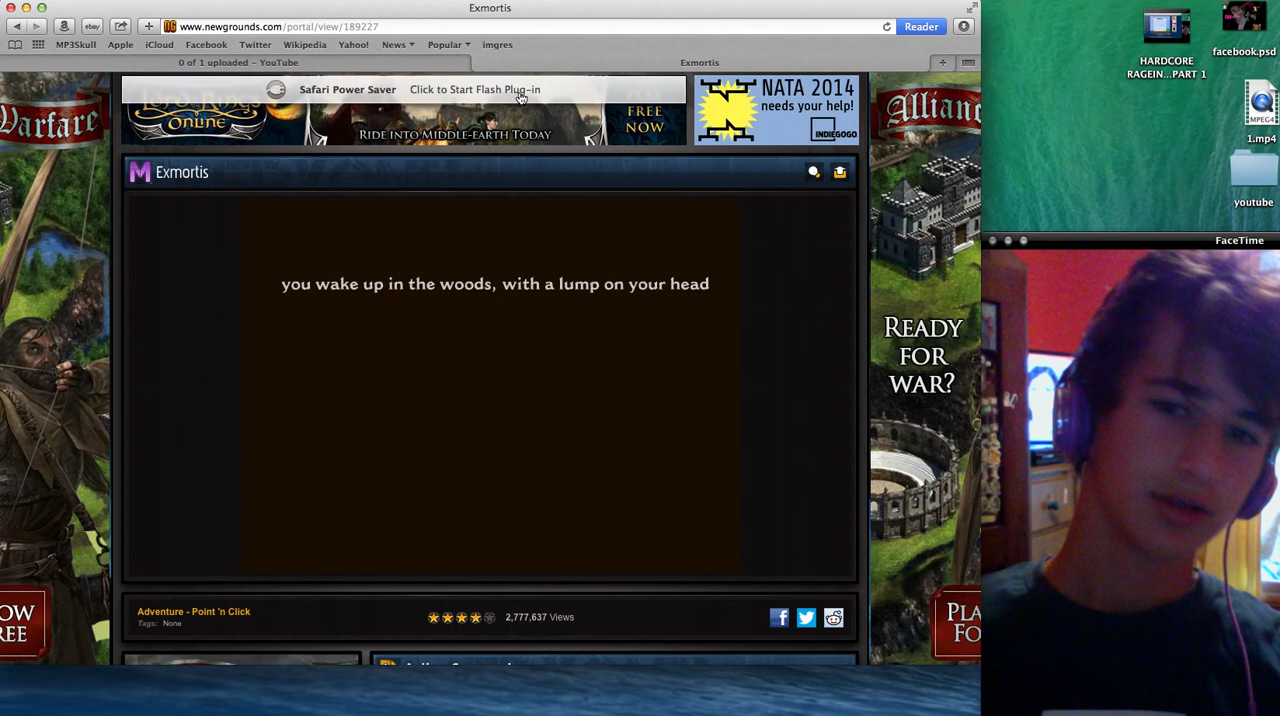 Exmortis
www.newgrounds.com/portal/view/189227
Reader
ebay
MP3Skull Apple iCloud Facebook Twitter Wikipedia Yahoo! News Popular imgres
0 of 1 uploaded – YouTube
Exmortis
Safari Power Saver Click to Start Flash Plug-in
ONLINE
RIDE INTO MIDDLE-EARTH TODAY
FREE
NOW
NATA 2014
needs your help!
INDIEGOGO
Warfare
Alliance
Exmortis
you wake up in the woods, with a lump on your head
READY
FOR
WAR?
Adventure - Point 'n Click
Tags: None
2,777,637 Views
HARDCORE
RAGEIN...PART 1
facebook.psd
MPEG4
1.mp4
youtube
FaceTime